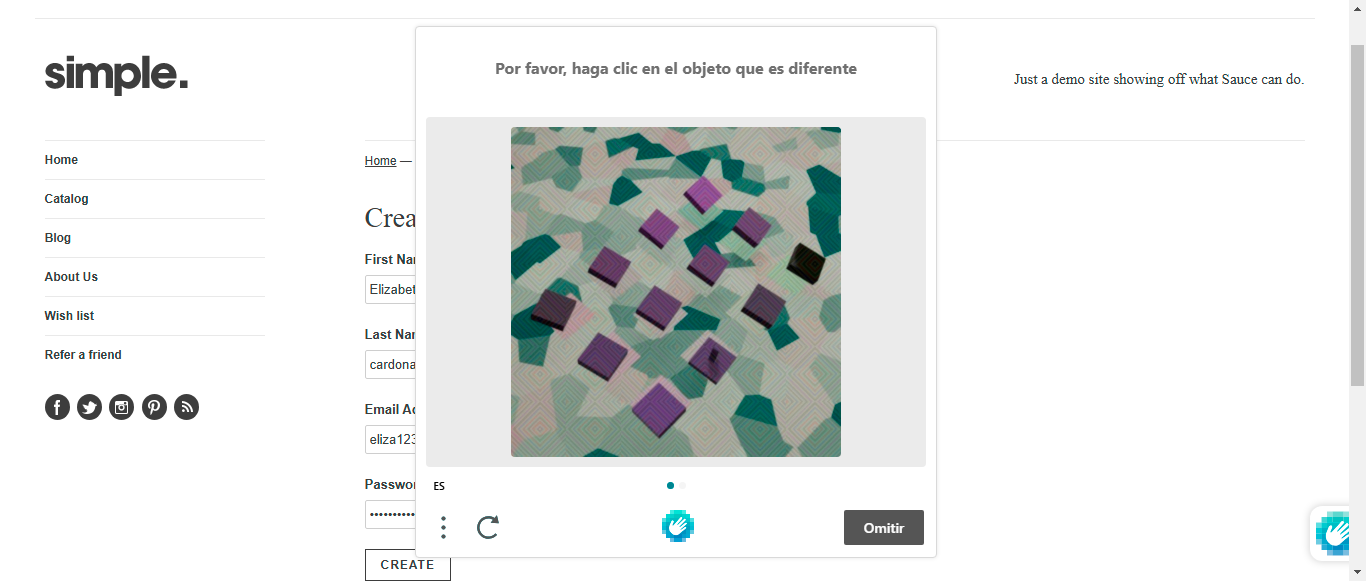 simple.
Just a demo site showing off what Sauce can do.
Por favor, haga clic en el objeto que es diferente
Home
Catalog
Blog
About Us
Wish list
Refer a friend
Home —
Crea
First Nar
Elizabet
Last Nar
cardona
Email Ad
eliza123
Passwor
CREATE
ES
Omitir